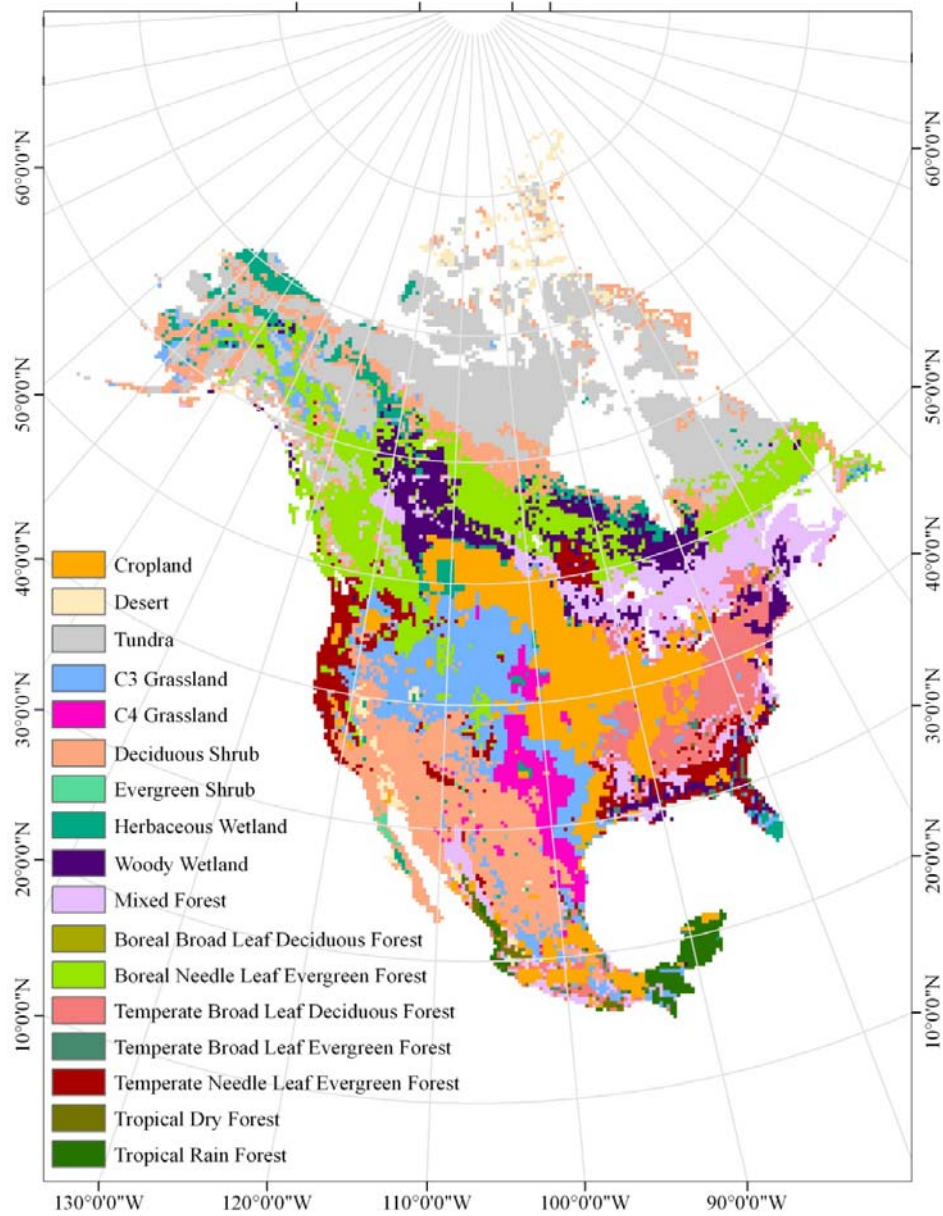 60°0'0"N
50°0'0"N
40°0'0"N
30°0'0"N
20°0'0"N
10°0'0"N
Cropland
Desert
Tundra
C3 Grassland
C4 Grassland
Deciduous Shrub
Evergreen Shrub
Herbaceous Wetland
Woody Wetland
Mixed Forest
Boreal Broad Leaf Deciduous Forest
Boreal Needle Leaf Evergreen Forest
Temperate Broad Leaf Deciduous Forest
Temperate Broad Leaf Evergreen Forest
Temperate Needle Leaf Evergreen Forest
Tropical Dry Forest
Tropical Rain Forest
60°0'0"N
50°0'0"N
40°0'0"N
30°0'0"N
20°0'0"N
10°0'0"N
130°0'0"W
120°0'0"W
110°0'0"W
100°0'0"W
90°0'0"W